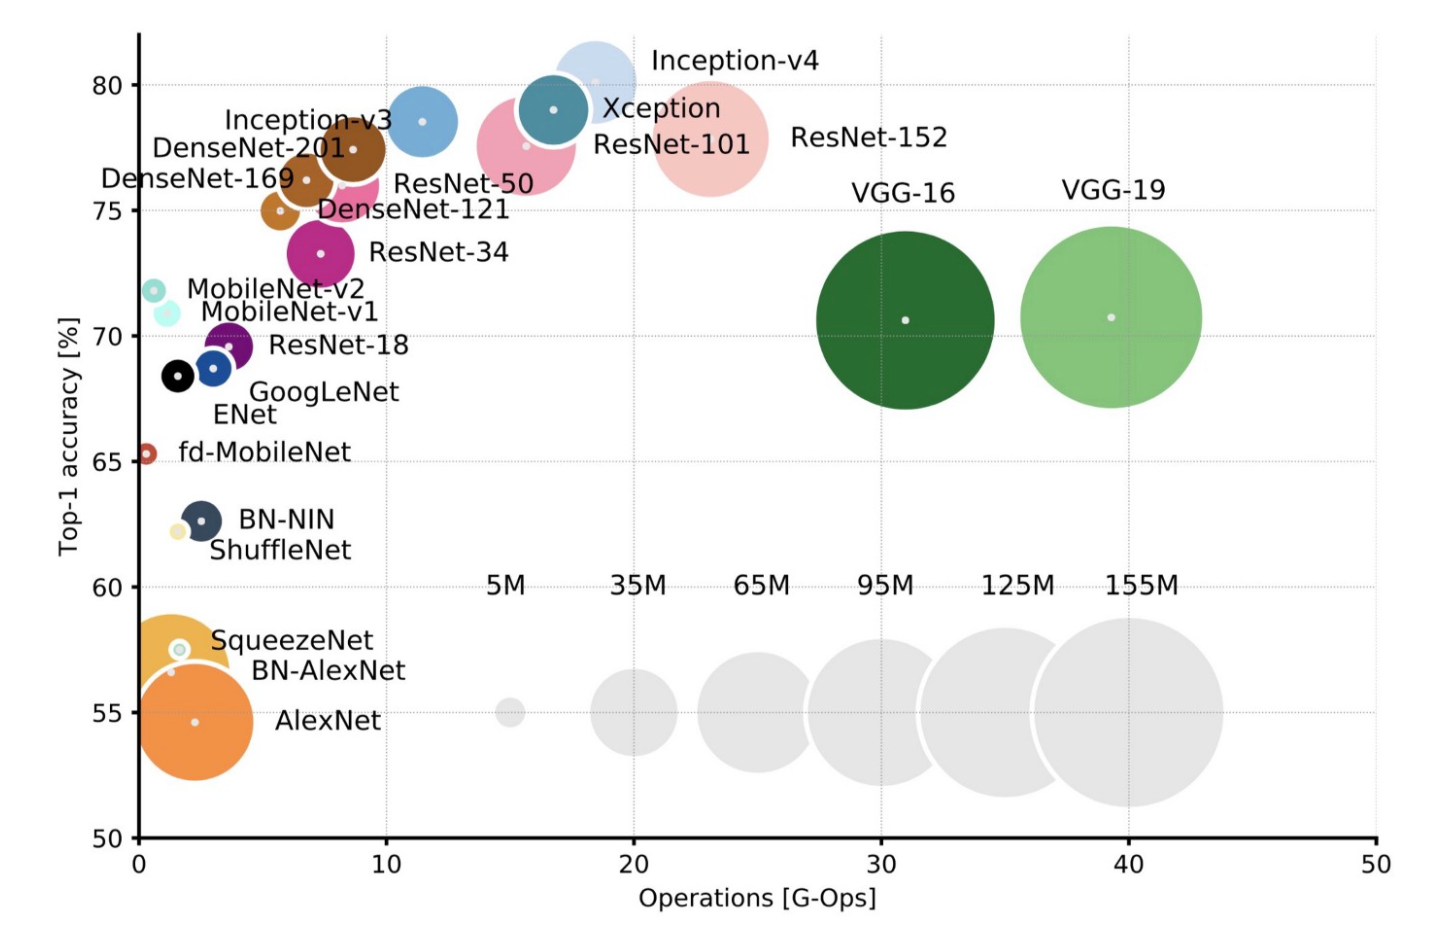 Inception-v4
80
Xception
Inception-v3
ResNet-152
ResNet-101
DenseNet-201
DenseNet-169
ResNet-50
VGG-16
VGG-19
75
DenseNet-121
ResNet-34
MobileNet-v2
MobileNet-v1
70
ResNet-18
GoogLeNet
ENet
65
fd-MobileNet
BN-NIN
ShuffleNet
Top-1 accuracy [%]
60
5M 35M 65M 95M 125M 155M
SqueezeNet
BN-AlexNet
55
AlexNet
50
0 10 20 30 40 50
Operations [G-Ops]